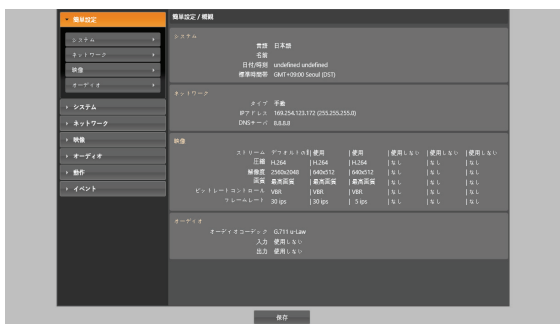 簡単設定
システム
ネットワーク
映像
オーディオ
システム
ネットワーク
映像
オーディオ
動作
イベント
簡単設定 / 概観
システム
言語 日本語
名前
日付/時刻 undefined undefined
標準時間帯 GMT+09:00 Seoul (DST)
ネットワーク
タイプ 手動
IPアドレス 169.254.123.172 (255.255.255.0)
DNSサーバ 8.8.8.8
映像
ストリーム デフォルトの | 使用 | 使用 | 使用しない | 使用しない | 使用しない
圧縮 H.264 | H.264 | H.264 | なし | なし | なし
解像度 2560x2048 | 640x512 | 640x512 | なし | なし | なし
画質 最高画質 | 最高画質 | 最高画質 | なし | なし | なし
ビットレートコントロール VBR | VBR | VBR | なし | なし | なし
フレームレート 30 ips | 30 ips | 5 ips | なし | なし | なし
オーディオ
オーディオコーデック G.711 u-Law
入力 使用しない
出力 使用しない
保存